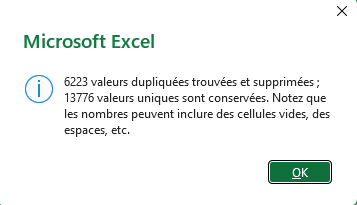 Microsoft Excel
6223 valeurs dupliquées trouvées et supprimées ;
13776 valeurs uniques sont conservées. Notez que
les nombres peuvent inclure des cellules vides, des
espaces, etc.
OK